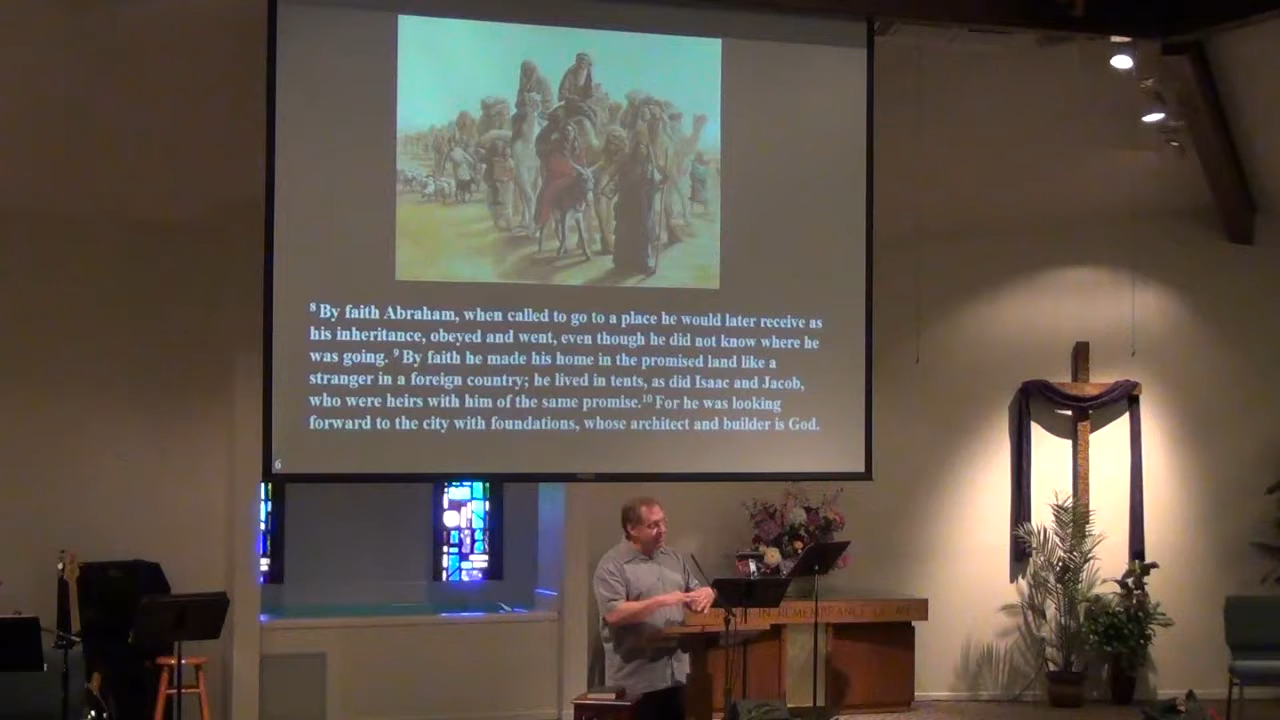 ⁸ By faith Abraham, when called to go to a place he would later receive as
his inheritance, obeyed and went, even though he did not know where he
was going. ⁹ By faith he made his home in the promised land like a
stranger in a foreign country; he lived in tents, as did Isaac and Jacob,
who were heirs with him of the same promise.¹⁰ For he was looking
forward to the city with foundations, whose architect and builder is God.
6
IN REMEMBRANCE OF ME